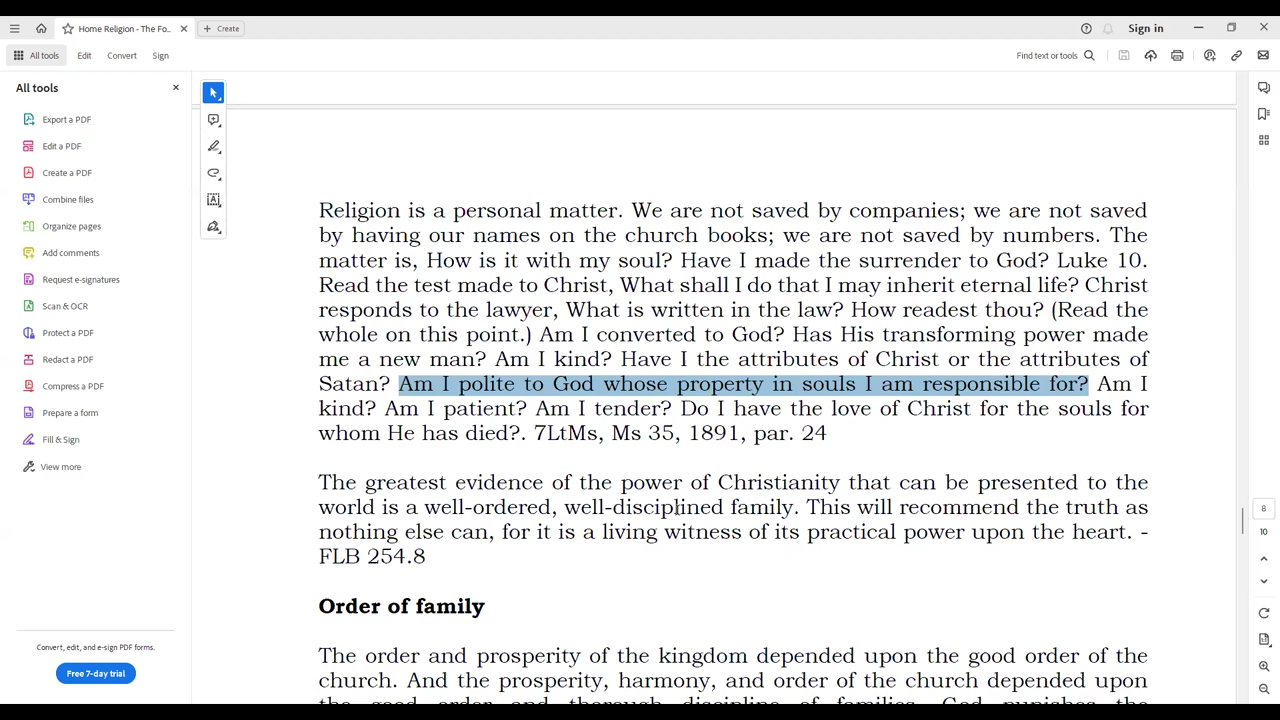 Home Religion - The Fo...
Create
Sign in
All tools
Edit
Convert
Sign
Find text or tools
All tools
Export a PDF
Edit a PDF
Create a PDF
Combine files
Organize pages
Add comments
Request e-signatures
Scan & OCR
Protect a PDF
Redact a PDF
Compress a PDF
Prepare a form
Fill & Sign
View more
Convert, edit, and e-sign PDF forms.
Free 7-day trial
Religion is a personal matter. We are not saved by companies; we are not saved
by having our names on the church books; we are not saved by numbers. The
matter is, How is it with my soul? Have I made the surrender to God? Luke 10.
Read the test made to Christ, What shall I do that I may inherit eternal life? Christ
responds to the lawyer, What is written in the law? How readest thou? (Read the
whole on this point.) Am I converted to God? Has His transforming power made
me a new man? Am I kind? Have I the attributes of Christ or the attributes of
Satan? Am I polite to God whose property in souls I am responsible for? Am I
kind? Am I patient? Am I tender? Do I have the love of Christ for the souls for
whom He has died?. 7LtMs, Ms 35, 1891, par. 24
The greatest evidence of the power of Christianity that can be presented to the
world is a well-ordered, well-disciplined family. This will recommend the truth as
nothing else can, for it is a living witness of its practical power upon the heart. -
FLB 254.8
Order of family
The order and prosperity of the kingdom depended upon the good order of the
church. And the prosperity, harmony, and order of the church depended upon
the good order and thorough discipline of families. God punishes the
8
10